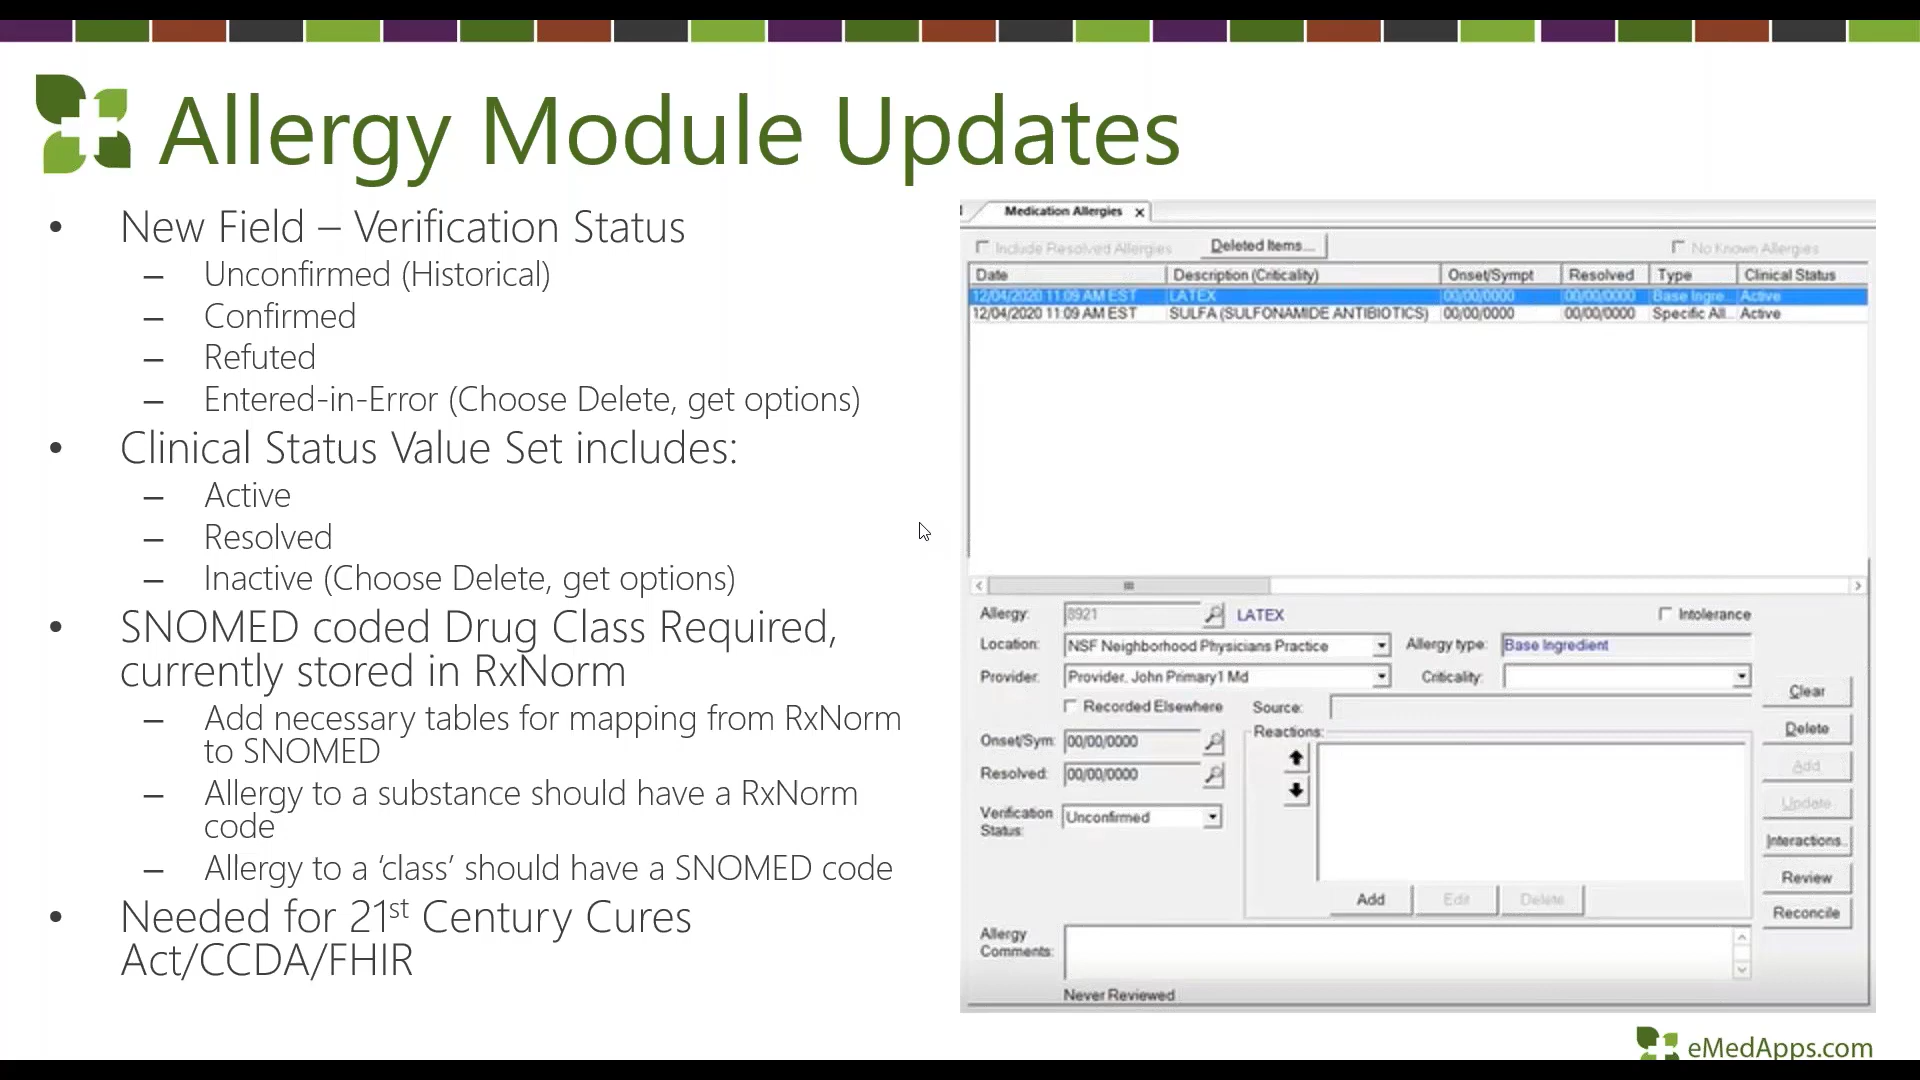 Allergy Module Updates
• New Field – Verification Status
– Unconfirmed (Historical)
– Confirmed
– Refuted
– Entered-in-Error (Choose Delete, get options)
• Clinical Status Value Set includes:
– Active
– Resolved
– Inactive (Choose Delete, get options)
• SNOMED coded Drug Class Required,
currently stored in RxNorm
– Add necessary tables for mapping from RxNorm
to SNOMED
– Allergy to a substance should have a RxNorm
code
– Allergy to a ‘class’ should have a SNOMED code
• Needed for 21st Century Cures
Act/CCDA/FHIR
Medication Allergies x
Include Resolved Allergies Deleted Items... No Known Allergies
Date Description (Criticality) Onset/Sympt Resolved Type Clinical Status
12/04/2020 11:09 AM EST LATEX 00/00/0000 00/00/0000 Base Ingre... Active
12/04/2020 11:09 AM EST SULFA (SULFONAMIDE ANTIBIOTICS) 00/00/0000 00/00/0000 Specific All... Active
Allergy: 8921 LATEX Intolerance
Location: NSF Neighborhood Physicians Practice Allergy type: Base Ingredient
Provider: Provider, John Primary1 Md Criticality:
Clear
Recorded Elsewhere Source:
Delete
Onset/Sym: 00/00/0000 Reactions:
Add
Resolved: 00/00/0000
Update
Verification
Status: Unconfirmed
Interactions..
Review
Add Edit Delete
Reconcile
Allergy
Comments:
Never Reviewed
eMedApps.com